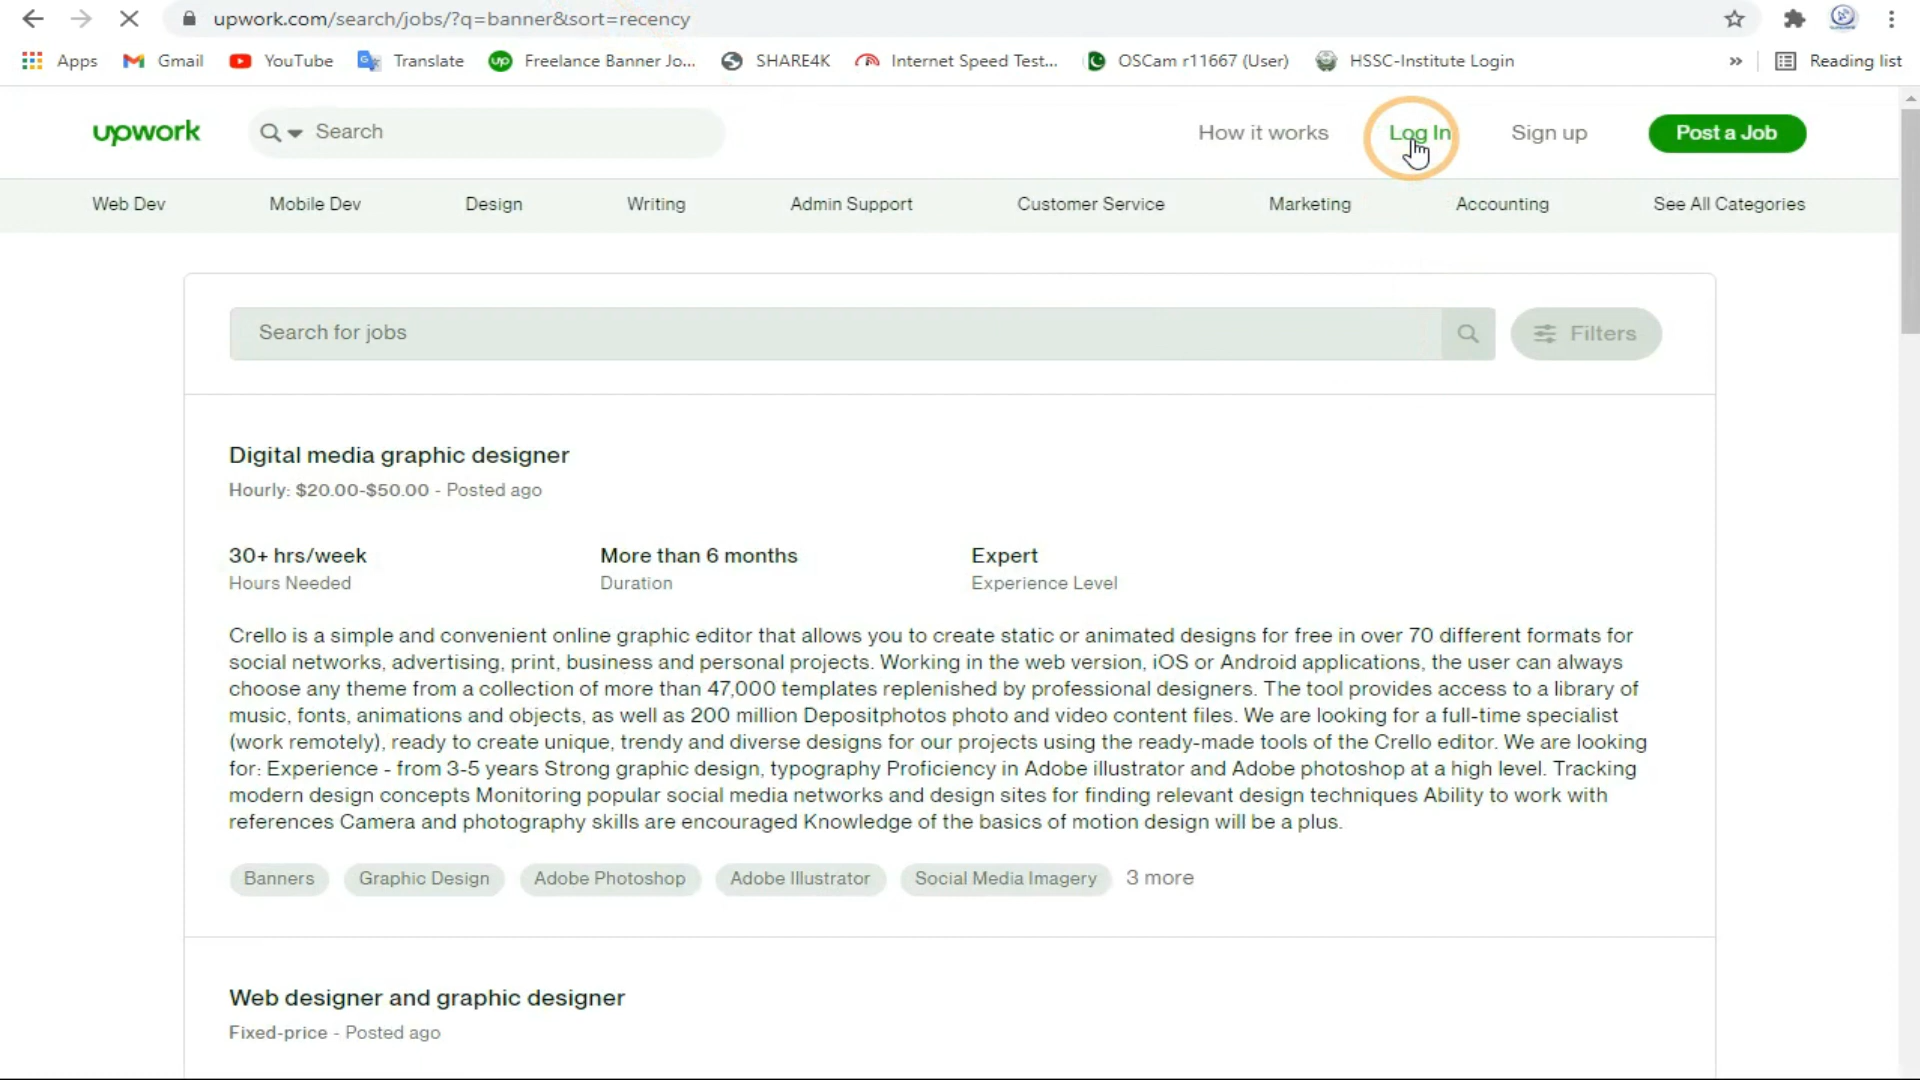 upwork.com/search/jobs/?q=banner&sort=recency
Apps Gmail YouTube Translate up Freelance Banner Jo... SHARE4K Internet Speed Test... OSCam r11667 (User) HSSC-Institute Login » Reading list
upwork Search How it works Log In Sign up Post a Job
Web Dev Mobile Dev Design Writing Admin Support Customer Service Marketing Accounting See All Categories
Search for jobs Filters
Digital media graphic designer
Hourly: $20.00-$50.00 - Posted ago
30+ hrs/week More than 6 months Expert
Hours Needed Duration Experience Level
Crello is a simple and convenient online graphic editor that allows you to create static or animated designs for free in over 70 different formats for
social networks, advertising, print, business and personal projects. Working in the web version, iOS or Android applications, the user can always
choose any theme from a collection of more than 47,000 templates replenished by professional designers. The tool provides access to a library of
music, fonts, animations and objects, as well as 200 million Depositphotos photo and video content files. We are looking for a full-time specialist
(work remotely), ready to create unique, trendy and diverse designs for our projects using the ready-made tools of the Crello editor. We are looking
for: Experience - from 3-5 years Strong graphic design, typography Proficiency in Adobe illustrator and Adobe photoshop at a high level. Tracking
modern design concepts Monitoring popular social media networks and design sites for finding relevant design techniques Ability to work with
references Camera and photography skills are encouraged Knowledge of the basics of motion design will be a plus.
Banners Graphic Design Adobe Photoshop Adobe Illustrator Social Media Imagery 3 more
Web designer and graphic designer
Fixed-price - Posted ago